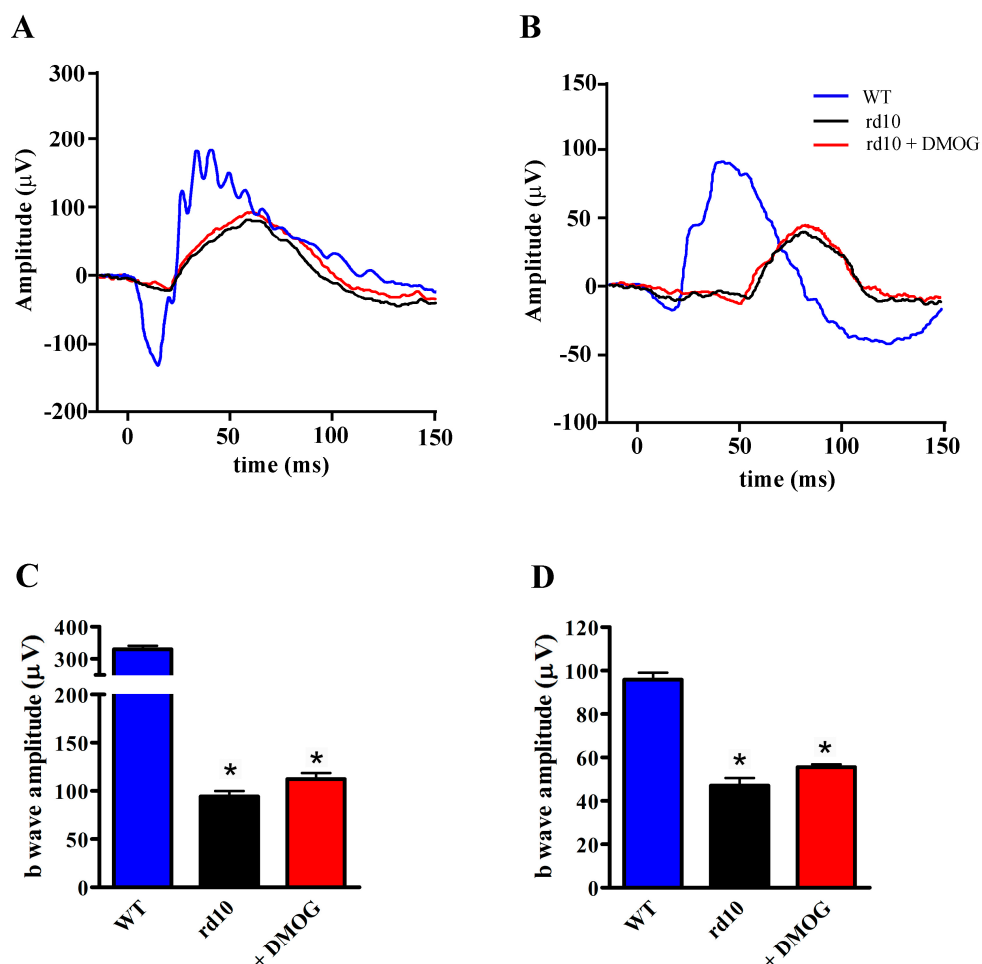 A
300
200
100
0
-100
-200
Amplitude (μV)
0 50 100 150
time (ms)
B
150
100
50
0
-50
-100
Amplitude (μV)
0 50 100 150
time (ms)
WT
rd10
rd10 + DMOG
C
400
300
200
150
100
50
0
b wave amplitude (μ V)
* *
WT
rd10
+ DMOG
D
120
100
80
60
40
20
0
b wave amplitude (μ V)
* *
WT
rd10
+ DMOG